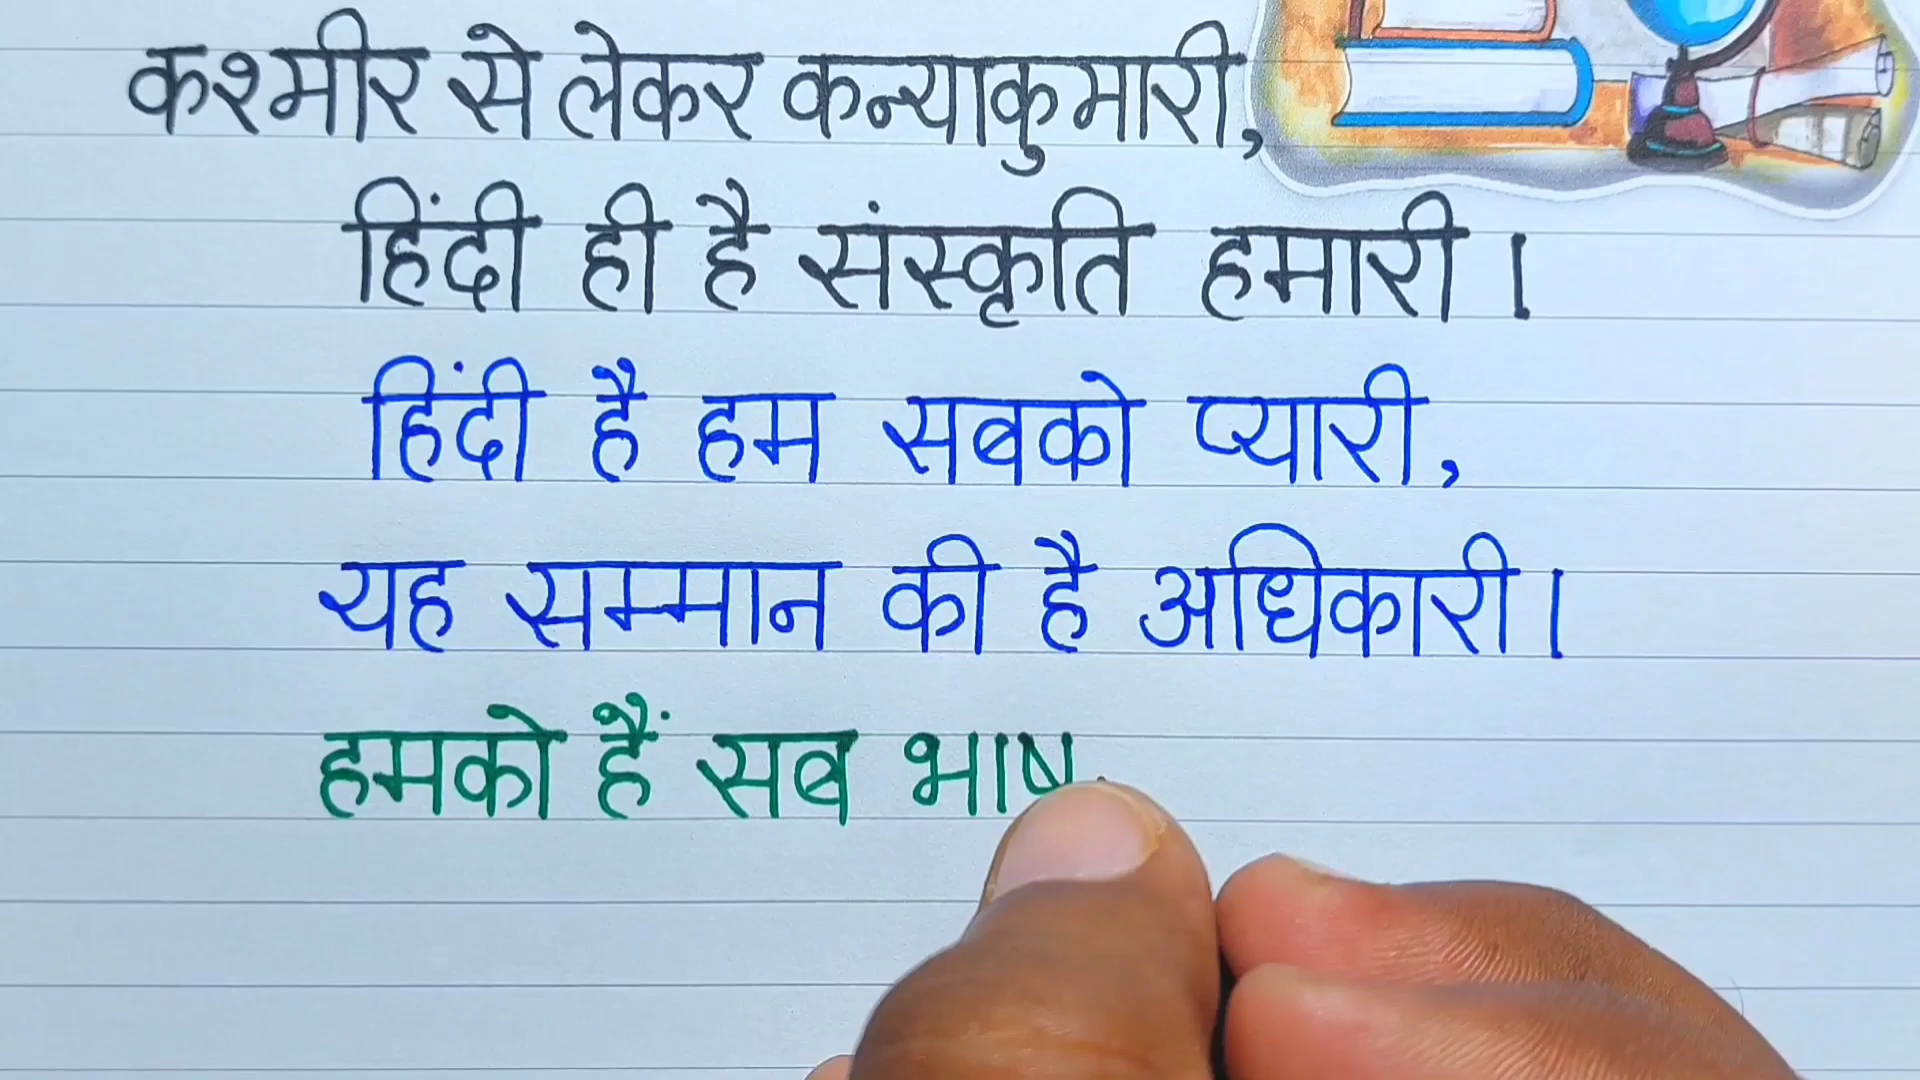 कश्मीर से लेकर कन्याकुमारी,
हिंदी ही है संस्कृति हमारी।
हिंदी है हम सबको प्यारी,
यह सम्मान की है अधिकारी।
हमको हैं सब